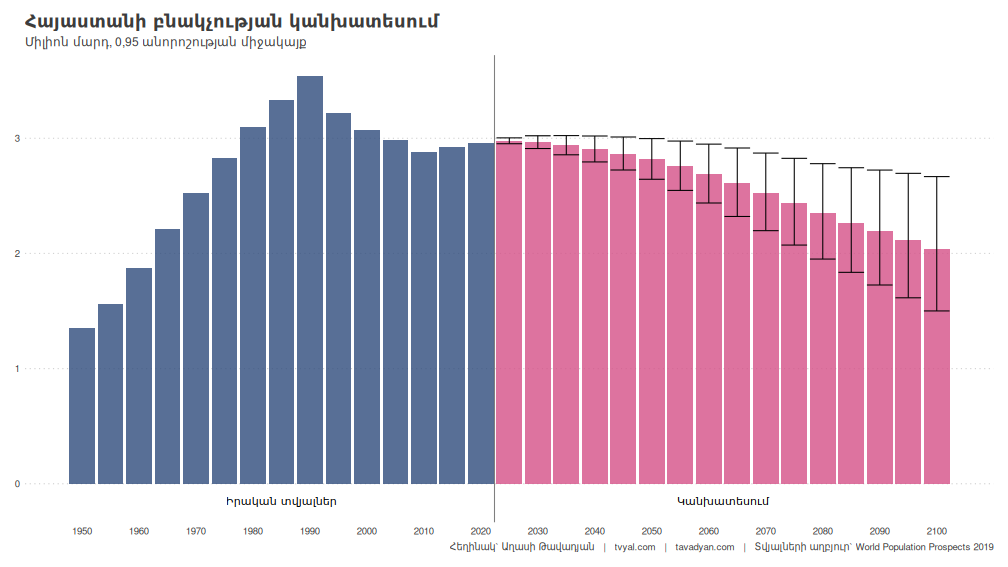 Հայաստանի բնակչության կանխատեսում
Միլիոն մարդ, 0,95 անորոշության միջակայք
3
2
1
0
Իրական տվյալներ
Կանխատեսում
1950 1960 1970 1980 1990 2000 2010 2020 2030 2040 2050 2060 2070 2080 2090 2100
Հեղինակ՝ Աղասի Թավադյան | tvyal.com | tavadyan.com | Տվյալների աղբյուր՝ World Population Prospects 2019